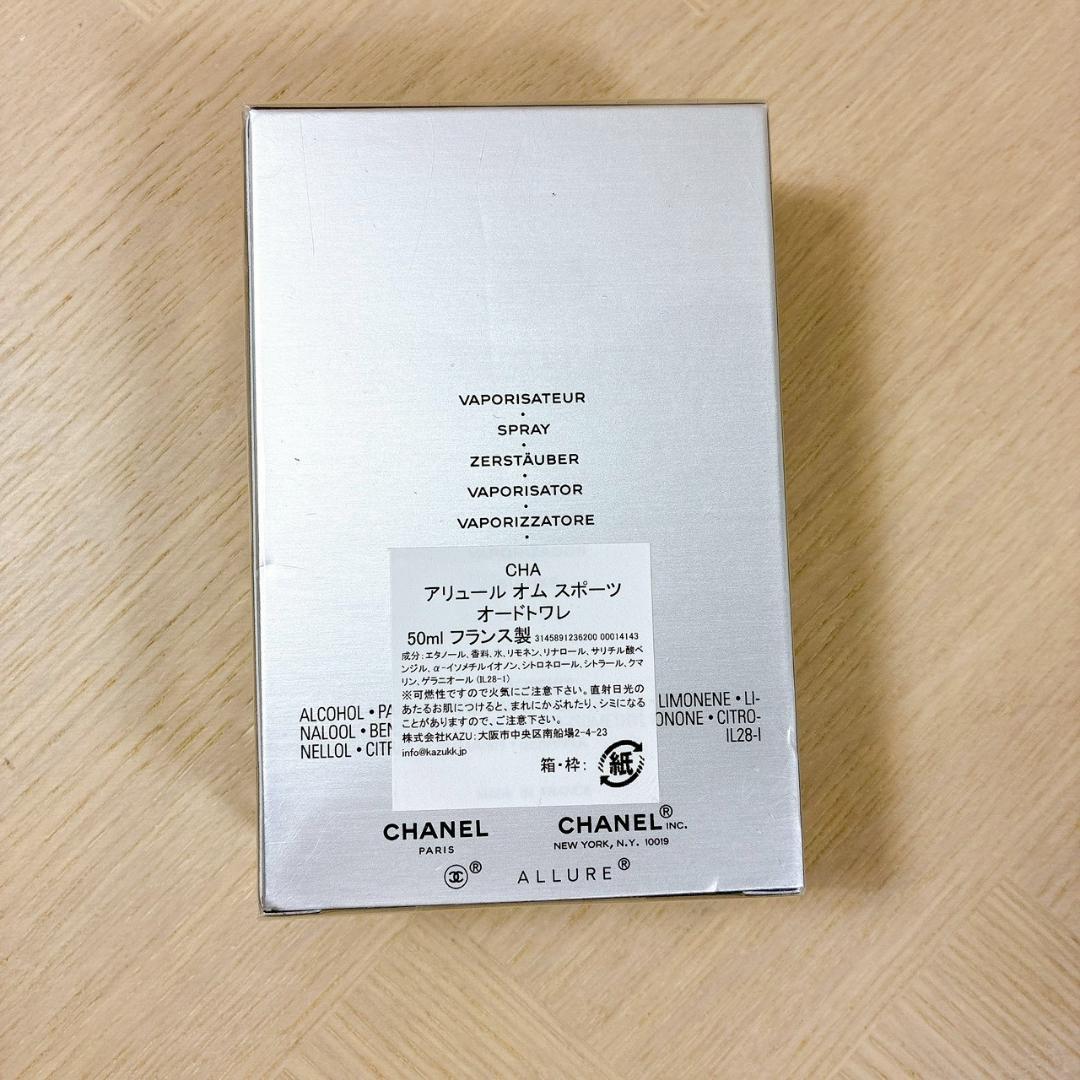 VAPORISATEUR
SPRAY
ZERSTÄUBER
VAPORISATOR
VAPORIZZATORE
CHA
アリュール オム スポーツ
オードトワレ
50ml フランス製 3145891236200 00014143
成分:エタノール、香料、水、リモネン、リナロール、サリチル酸ベ
ンジル、α-イソメチルイオノン、シトロネロール、シトラール、クマ
リン、ゲラニオール (IL28-I)
※可燃性ですので火気にご注意下さい。直射日光の
あたるお肌につけると、まれにかぶれたり、シミになる
ことがありますので、ご注意下さい。
株式会社KAZU:大阪市中央区南船場2-4-23
info@kazukk.jp
箱・枠: 紙
ALCOHOL • LIMONENE • LI-
NALOOL • CITRO-
NELLOL • IL28-I
CHANEL CHANEL® INC.
PARIS NEW YORK, N.Y. 10019
® ALLURE®